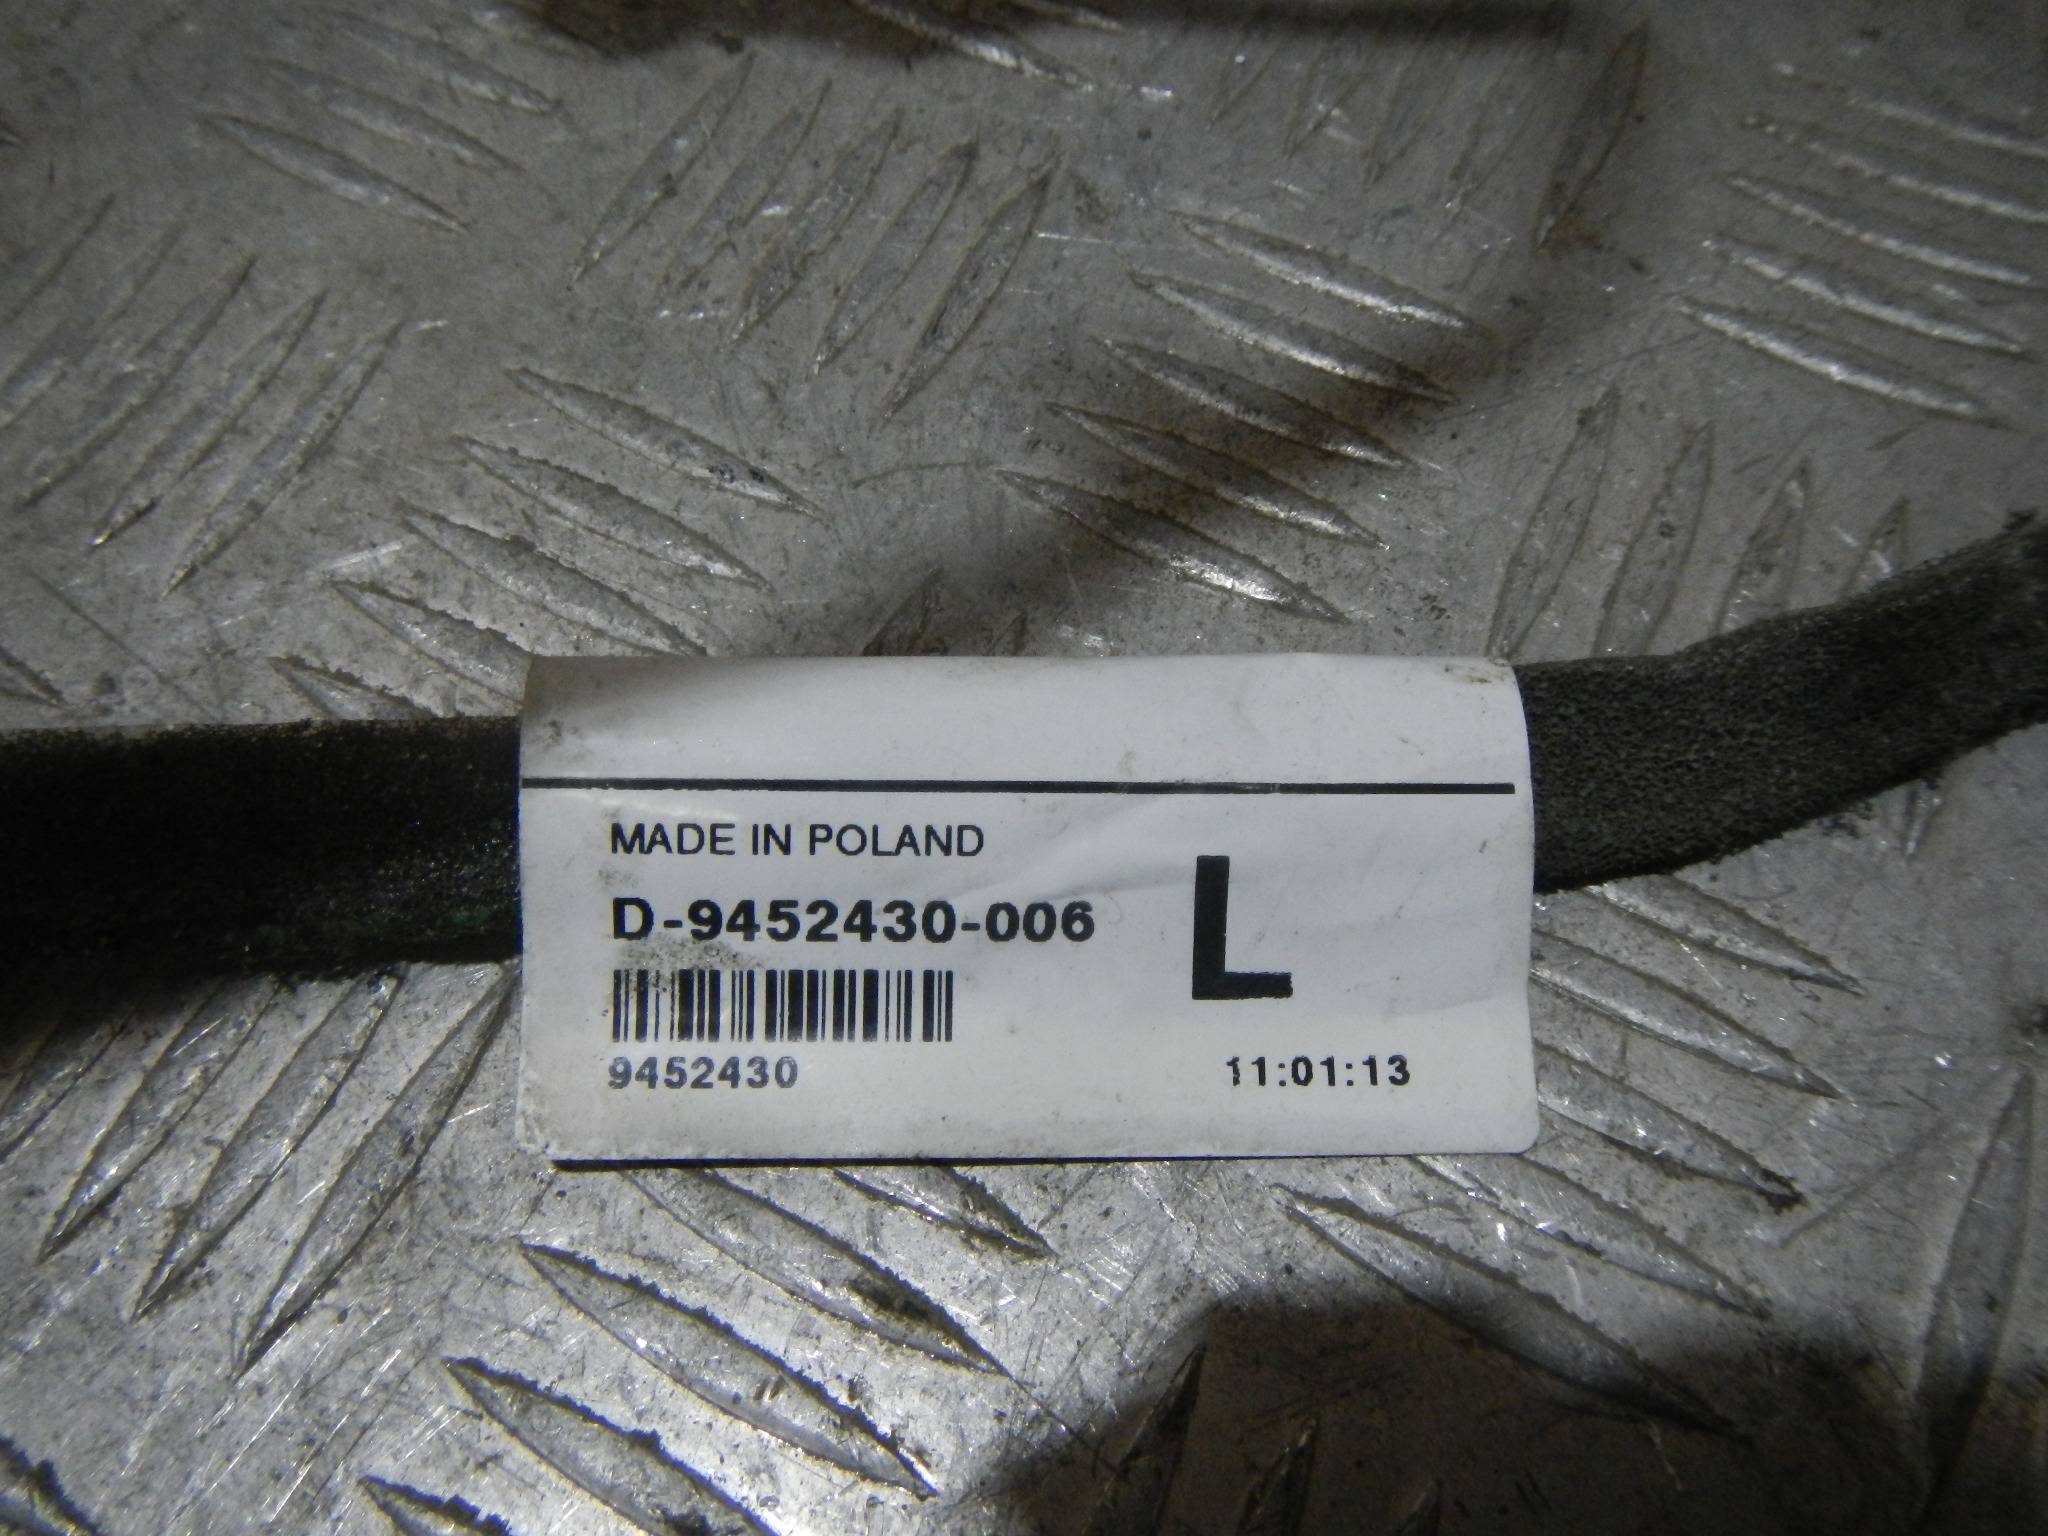 MADE IN POLAND
D-9452430-006
L
9452430
11:01:13